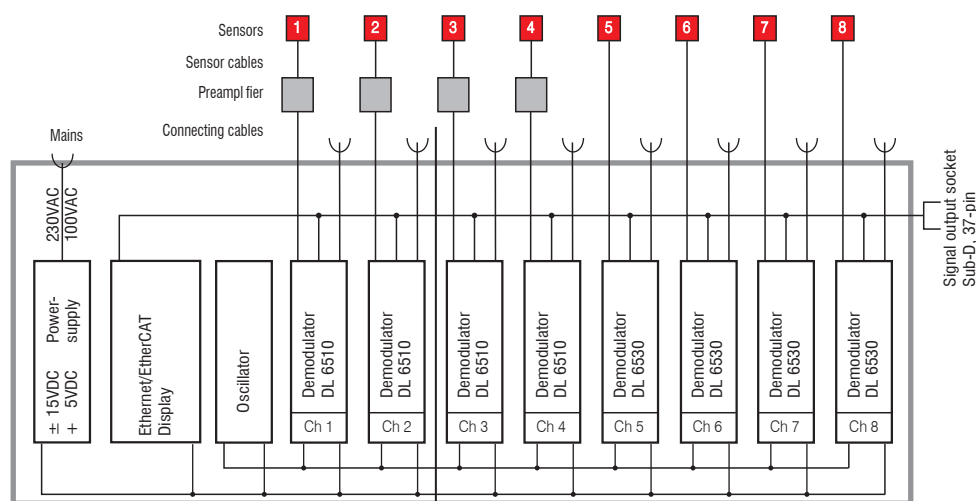 Sensors
1 2 3 4 5 6 7 8
Sensor cables
Preampl fier
Connecting cables
Mains
230VAC
100VAC
Signal output socket
Sub-D, 37-pin
Power-
supply
± 15VDC
+ 5VDC
Ethernet/EtherCAT
Display
Oscillator
Demodulator
DL 6510
Ch 1
Demodulator
DL 6510
Ch 2
Demodulator
DL 6510
Ch 3
Demodulator
DL 6510
Ch 4
Demodulator
DL 6530
Ch 5
Demodulator
DL 6530
Ch 6
Demodulator
DL 6530
Ch 7
Demodulator
DL 6530
Ch 8